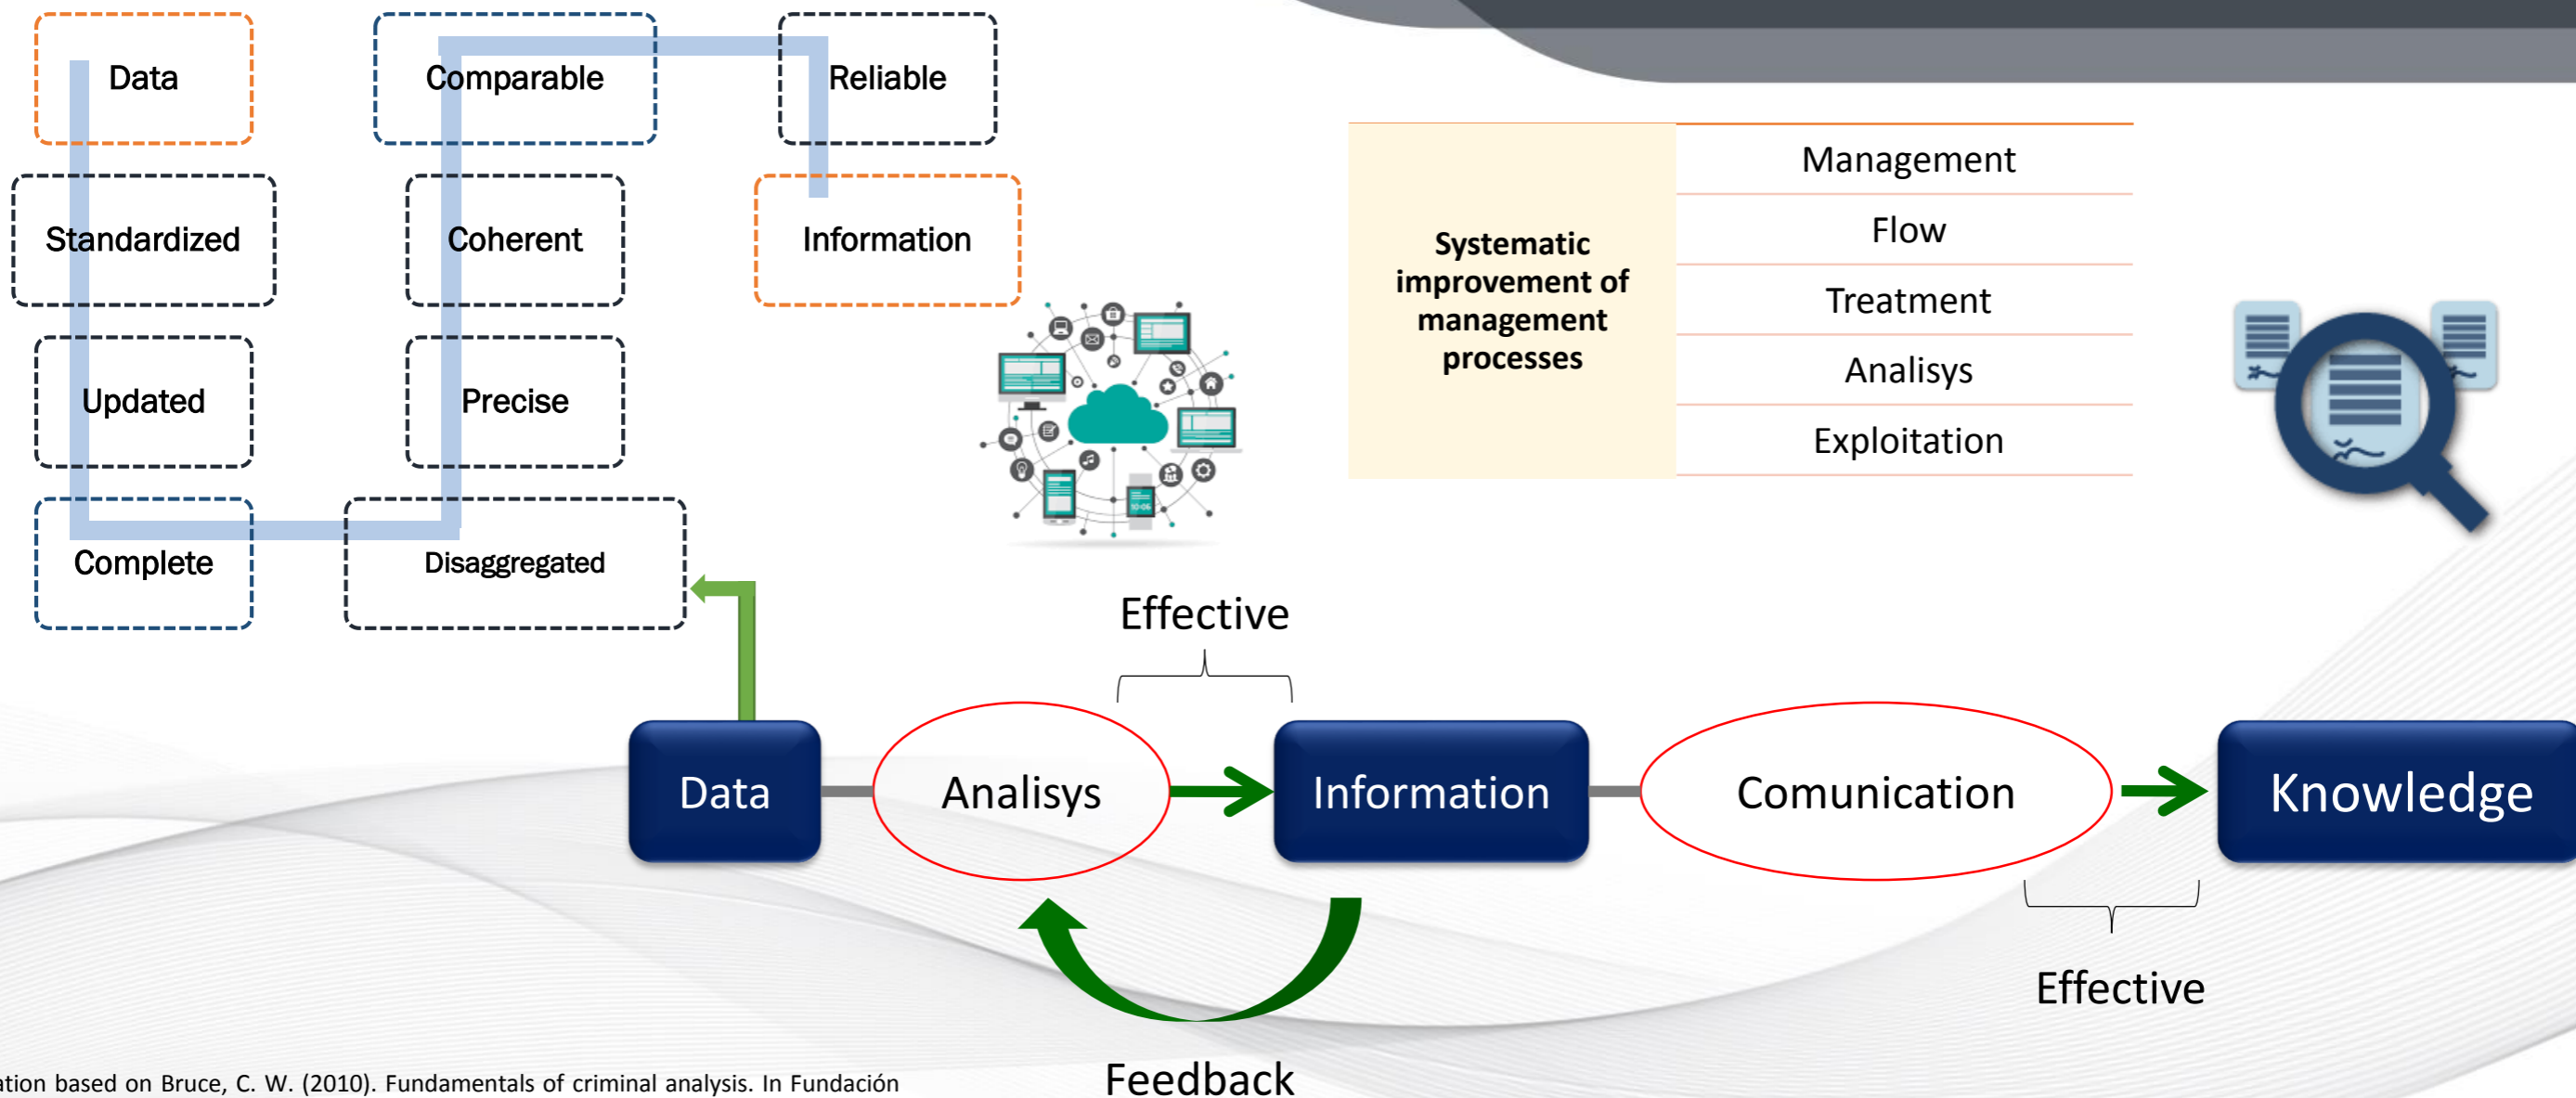 Data
Standardized
Updated
Complete
Disaggregated
Precise
Coherent
Comparable
Reliable
Information
Systematic
improvement of
management
processes
Management
Flow
Treatment
Analisys
Exploitation
10:06
Effective
Data
Analisys
Information
Comunication
Knowledge
Effective
Feedback
ation based on Bruce, C. W. (2010). Fundamentals of criminal analysis. In Fundación